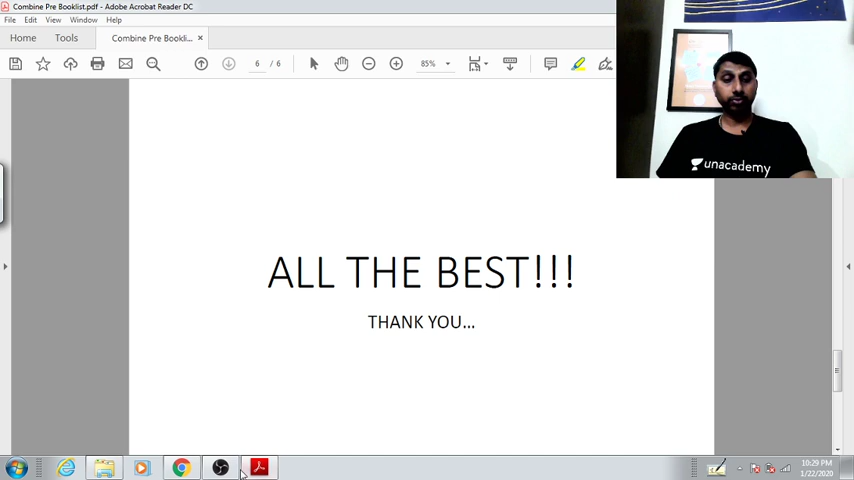 Combine Pre Booklist.pdf - Adobe Acrobat Reader DC
File Edit View Window Help
Home Tools Combine Pre Bookli... ×
6 / 6 85%
unacademy
ALL THE BEST!!!
THANK YOU...
10:29 PM
1/22/2020